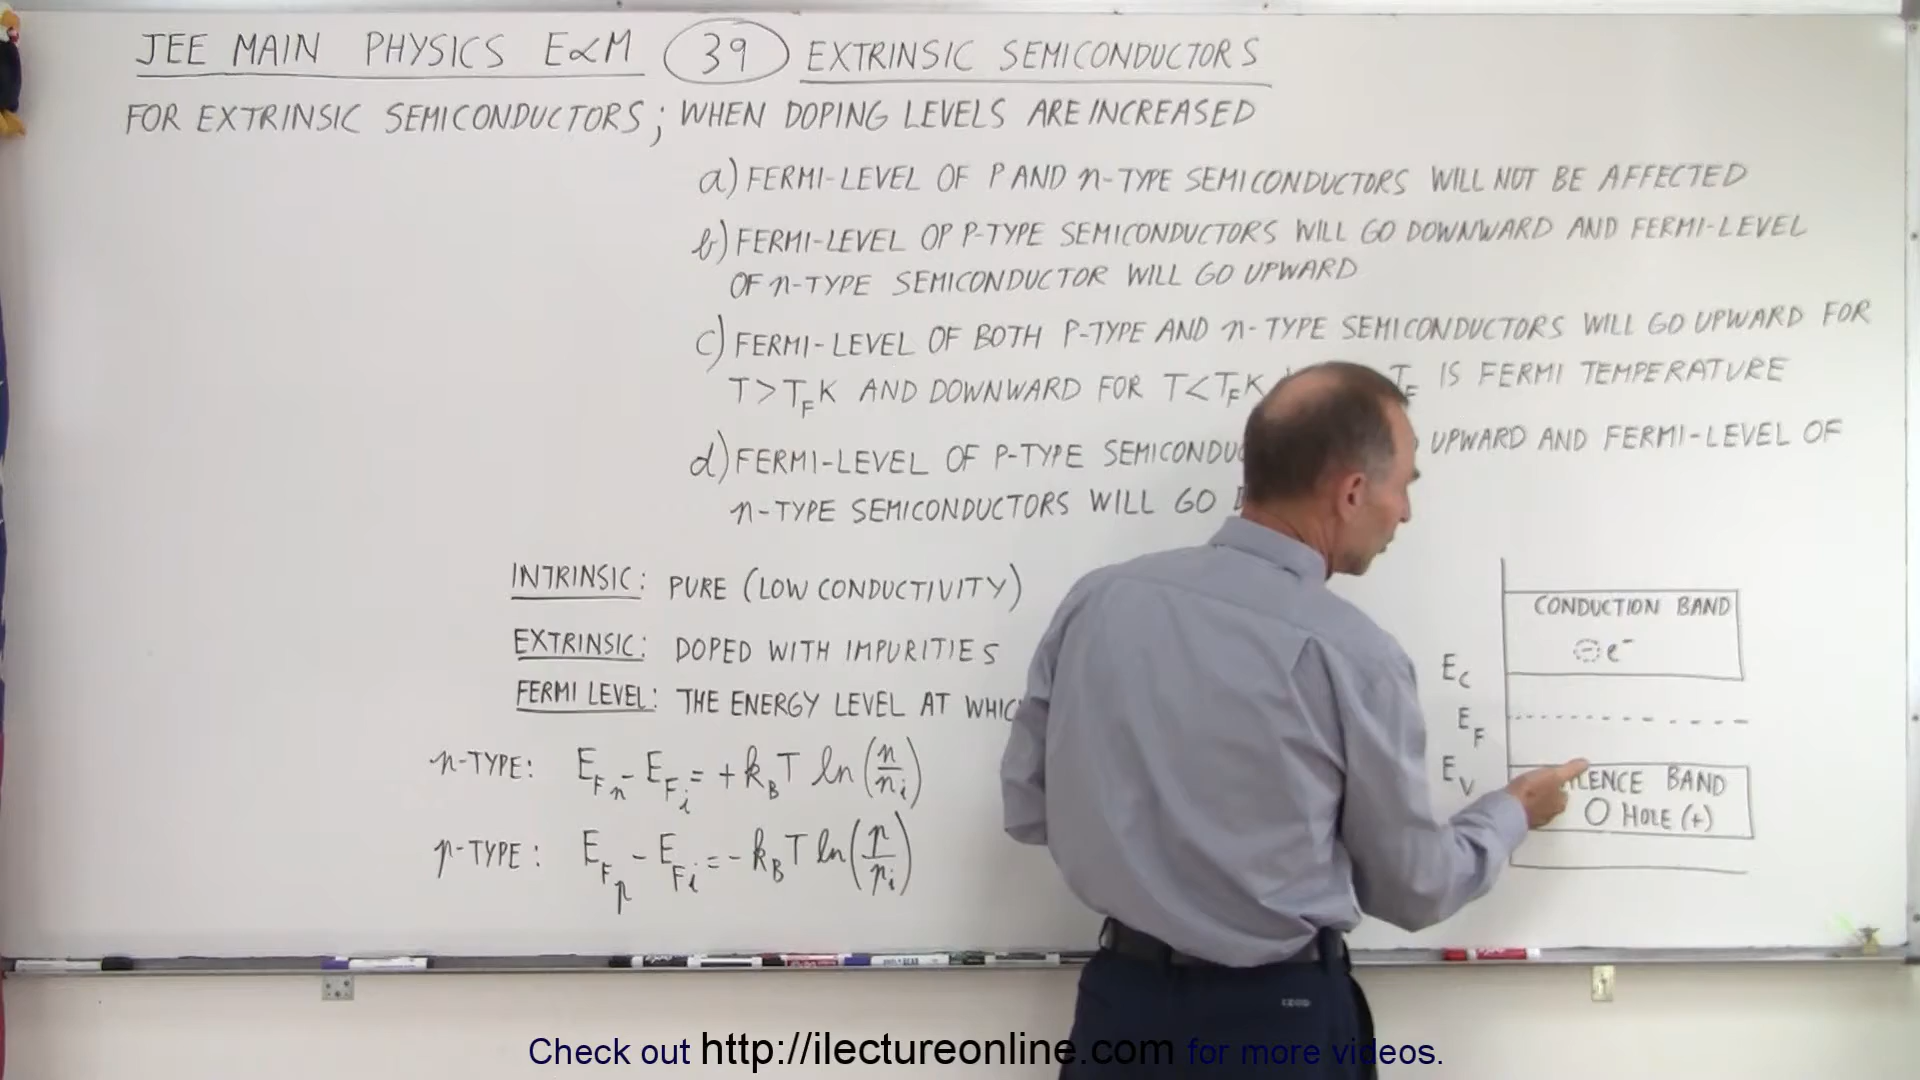 JEE MAIN PHYSICS E&M 39 EXTRINSIC SEMICONDUCTORS
FOR EXTRINSIC SEMICONDUCTORS; WHEN DOPING LEVELS ARE INCREASED
a) FERMI-LEVEL OF P AND n-TYPE SEMICONDUCTORS WILL NOT BE AFFECTED
b) FERMI-LEVEL OP P-TYPE SEMICONDUCTORS WILL GO DOWNWARD AND FERMI-LEVEL
OF n-TYPE SEMICONDUCTOR WILL GO UPWARD
c) FERMI-LEVEL OF BOTH P-TYPE AND n-TYPE SEMICONDUCTORS WILL GO UPWARD FOR
T > T_F K AND DOWNWARD FOR T < T_F K T_F IS FERMI TEMPERATURE
d) FERMI-LEVEL OF P-TYPE UPWARD AND FERMI-LEVEL OF
n-TYPE SEMICONDUCTORS WILL GO
INTRINSIC: PURE (LOW CONDUCTIVITY)
EXTRINSIC: DOPED WITH IMPURITIES
FERMI LEVEL: THE ENERGY LEVEL AT
n-TYPE: E_Fn - E_Fi = + k_B T ln(n/n_i)
p-TYPE: E_Fp - E_Fi = - k_B T ln(p/p_i)
CONDUCTION BAND
⊖ e⁻
E_C
E_F
E_V
BAND
O HOLE (+)
IZOD
Check out http://ilectureonline.com for more videos.